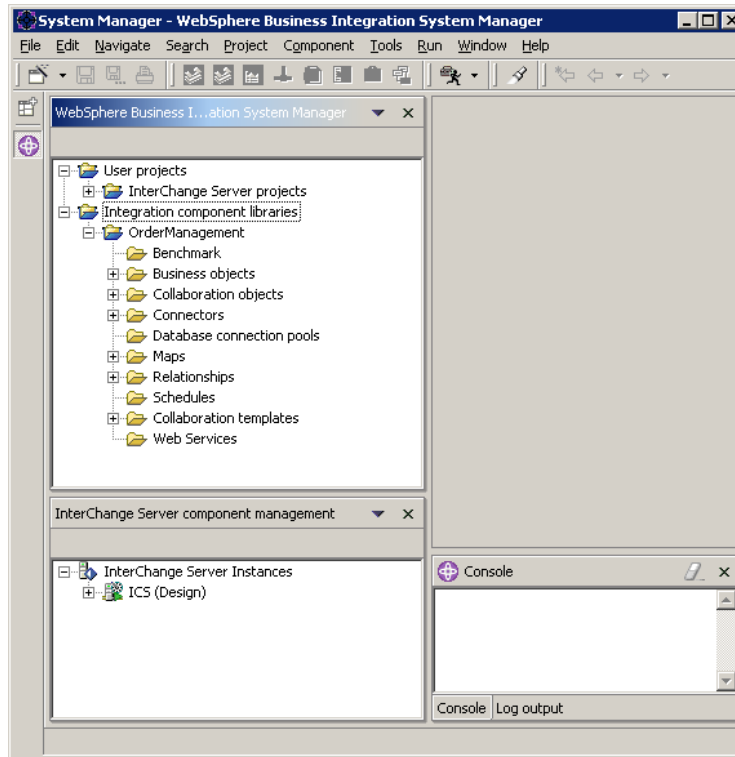 System Manager - WebSphere Business Integration System Manager
File Edit Navigate Search Project Component Tools Run Window Help
WebSphere Business I...ation System Manager
User projects
InterChange Server projects
Integration component libraries
OrderManagement
Benchmark
Business objects
Collaboration objects
Connectors
Database connection pools
Maps
Relationships
Schedules
Collaboration templates
Web Services
InterChange Server component management
InterChange Server Instances
ICS (Design)
Console
Console Log output